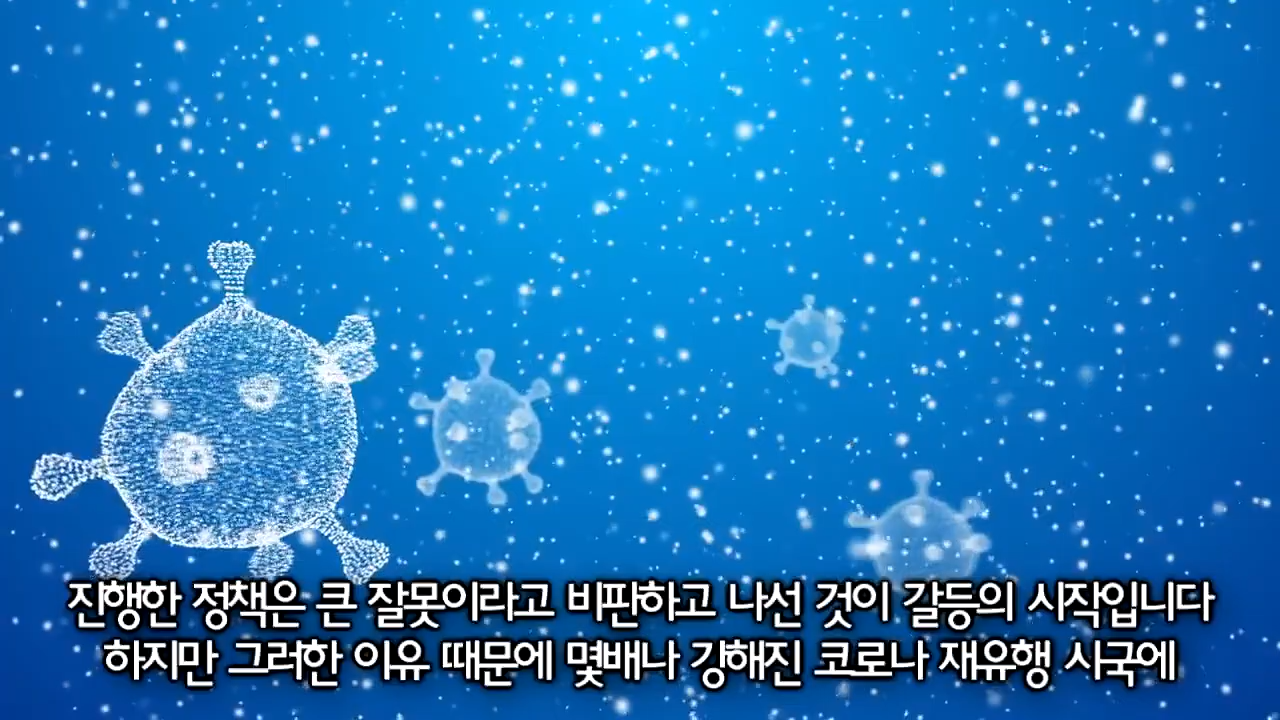 진행한 정책은 큰 잘못이라고 비판하고 나선 것이 갈등의 시작입니다
하지만 그러한 이유 때문에 몇배나 강해진 코로나 재유행 시국에